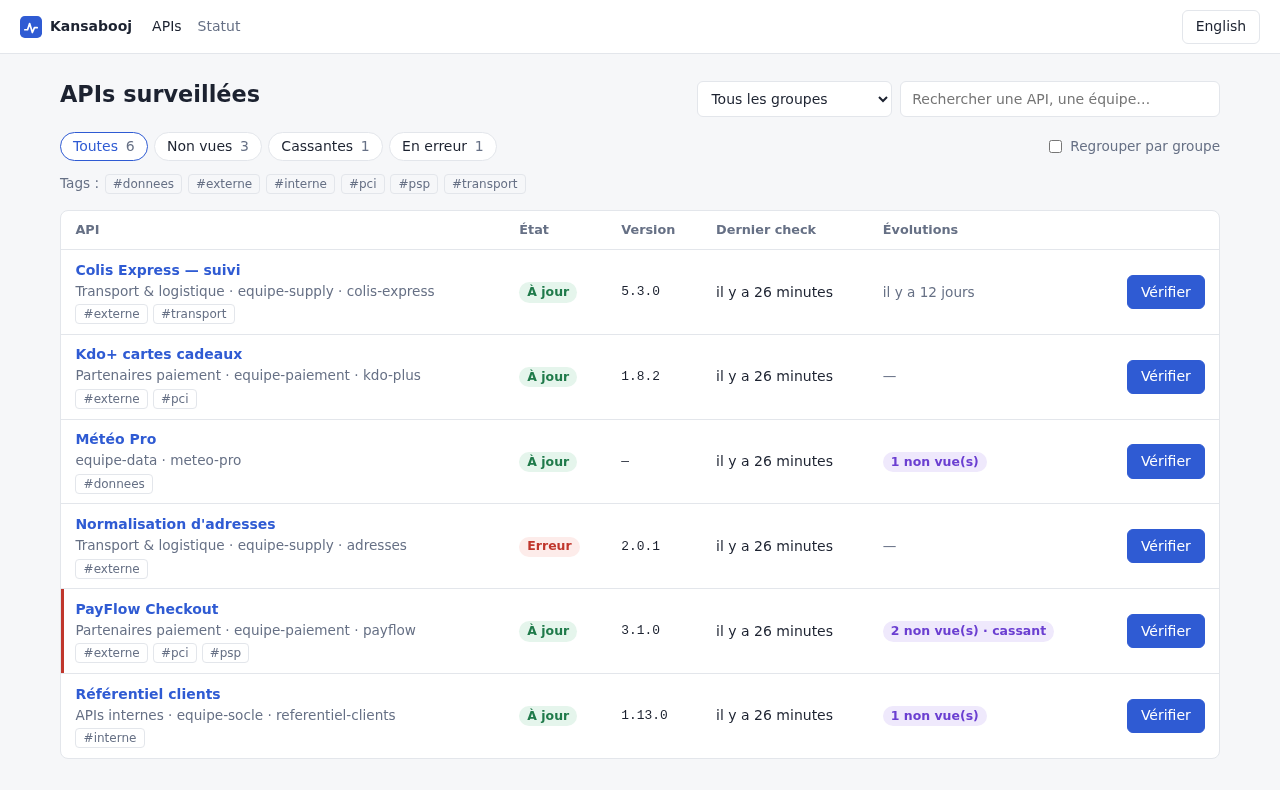 Kansabooj APIs Statut English
APIs surveillées
Tous les groupes
Rechercher une API, une équipe…
Toutes 6 Non vues 3 Cassantes 1 En erreur 1
Regrouper par groupe
Tags : #donnees #externe #interne #pci #psp #transport
API État Version Dernier check Évolutions
Colis Express — suivi
Transport & logistique · equipe-supply · colis-express
#externe #transport
À jour 5.3.0 il y a 26 minutes il y a 12 jours Vérifier
Kdo+ cartes cadeaux
Partenaires paiement · equipe-paiement · kdo-plus
#externe #pci
À jour 1.8.2 il y a 26 minutes — Vérifier
Météo Pro
equipe-data · meteo-pro
#donnees
À jour — il y a 26 minutes 1 non vue(s) Vérifier
Normalisation d'adresses
Transport & logistique · equipe-supply · adresses
#externe
Erreur 2.0.1 il y a 26 minutes — Vérifier
PayFlow Checkout
Partenaires paiement · equipe-paiement · payflow
#externe #pci #psp
À jour 3.1.0 il y a 26 minutes 2 non vue(s) · cassant Vérifier
Référentiel clients
APIs internes · equipe-socle · referentiel-clients
#interne
À jour 1.13.0 il y a 26 minutes 1 non vue(s) Vérifier